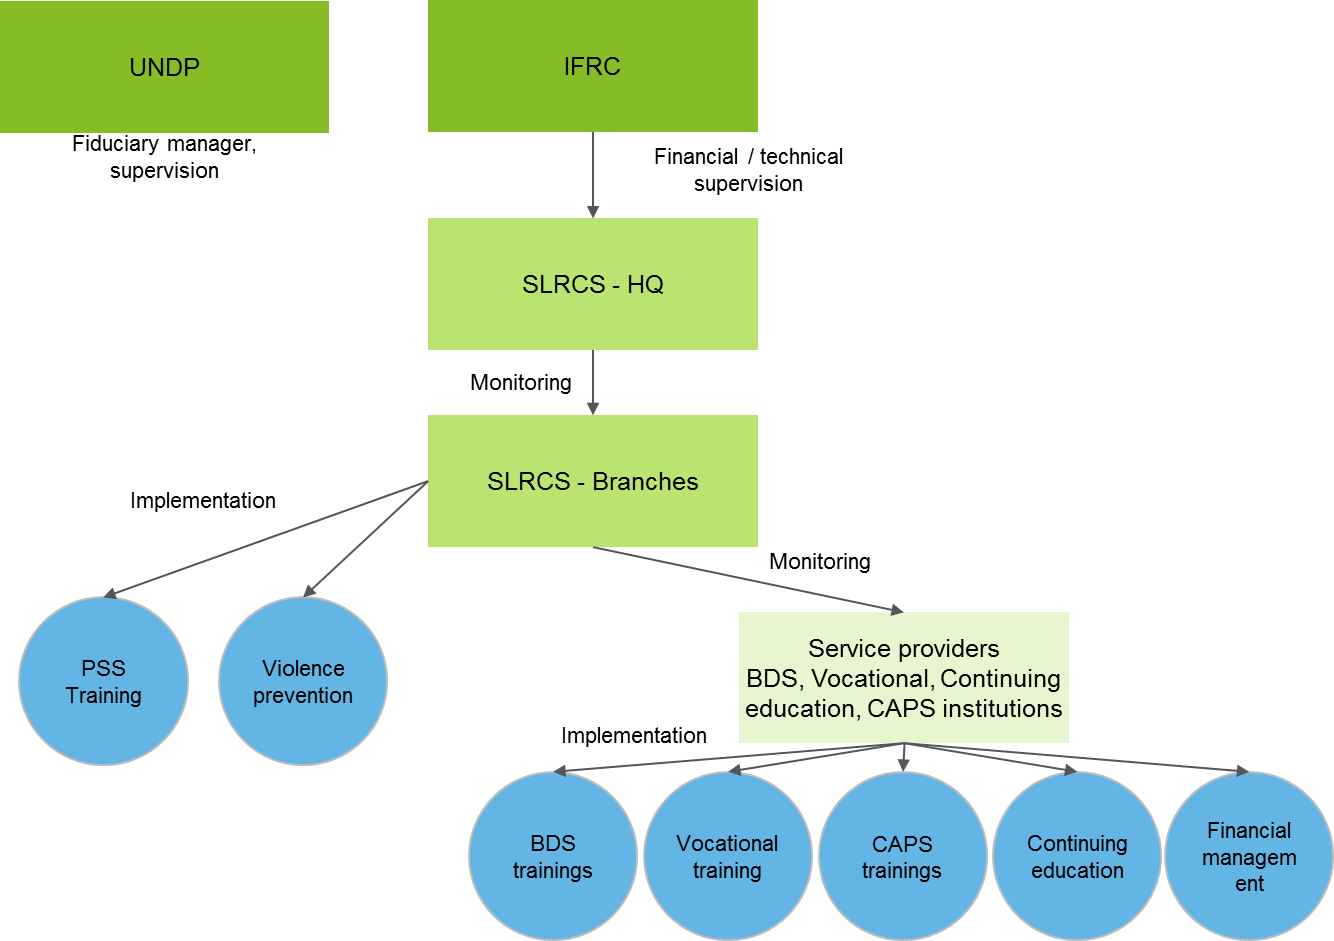 UNDP
IFRC
Fiduciary manager,
supervision
Financial / technical
supervision
SLRCS - HQ
Monitoring
SLRCS - Branches
Implementation
Monitoring
PSS
Training
Violence
prevention
Service providers
BDS, Vocational, Continuing
education, CAPS institutions
Implementation
BDS
trainings
Vocational
training
CAPS
trainings
Continuing
education
Financial
managem
ent